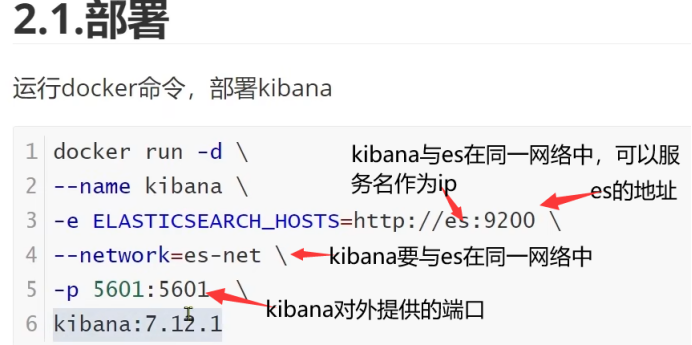 2.1.部署
运行docker命令，部署kibana
1 docker run -d \
2 --name kibana \
3 -e ELASTICSEARCH_HOSTS=http://es:9200 \
4 --network=es-net \
5 -p 5601:5601 \
6 kibana:7.12.1
kibana与es在同一网络中，可以服
务名作为ip
es的地址
kibana要与es在同一网络中
kibana对外提供的端口